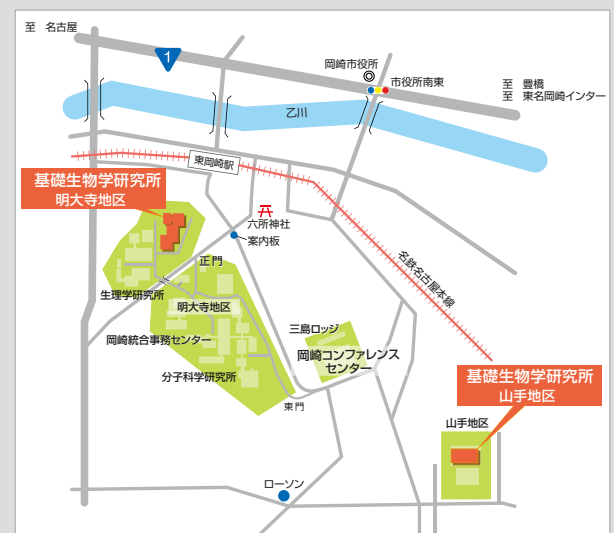 至　名古屋
1
岡崎市役所
市役所南東
至　豊橋
至　東名岡崎インター
乙川
東岡崎駅
基礎生物学研究所
明大寺地区
六所神社
案内板
正門
名鉄名古屋本線
生理学研究所
明大寺地区
岡崎統合事務センター
三島ロッジ
岡崎コンファレンス
センター
分子科学研究所
基礎生物学研究所
山手地区
東門
山手地区
ローソン